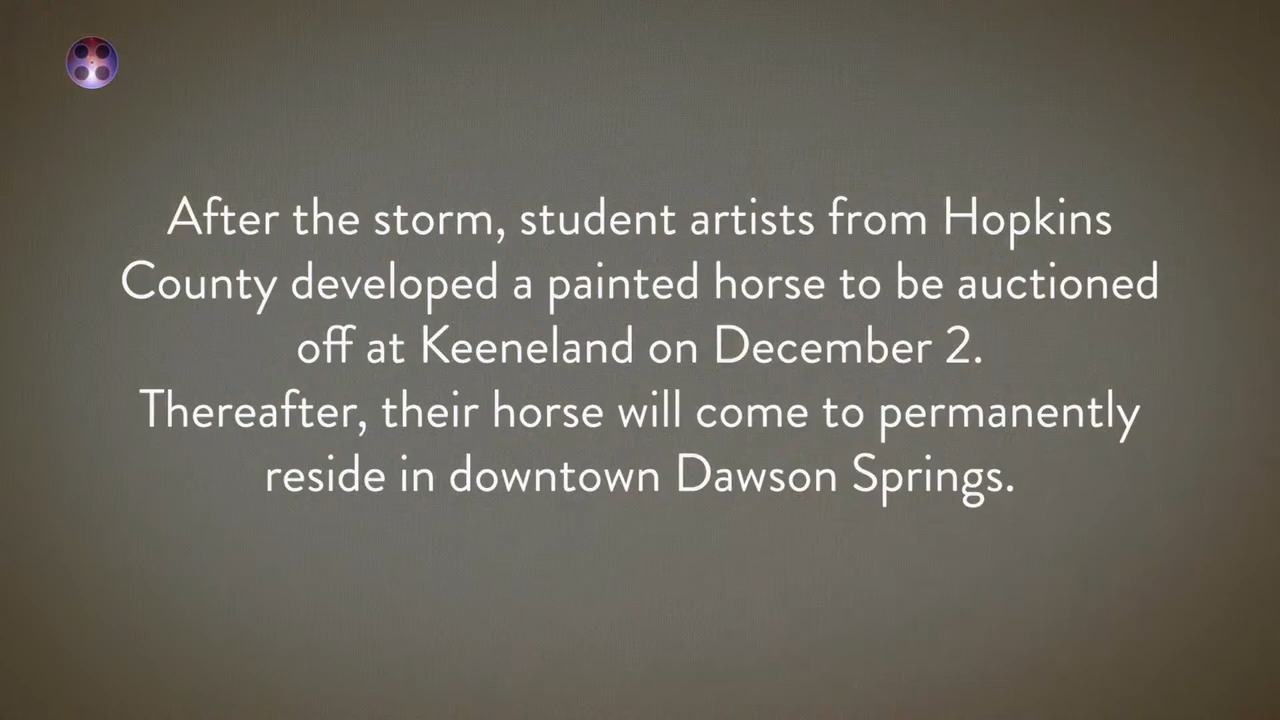 After the storm, student artists from Hopkins
County developed a painted horse to be auctioned
off at Keeneland on December 2.
Thereafter, their horse will come to permanently
reside in downtown Dawson Springs.